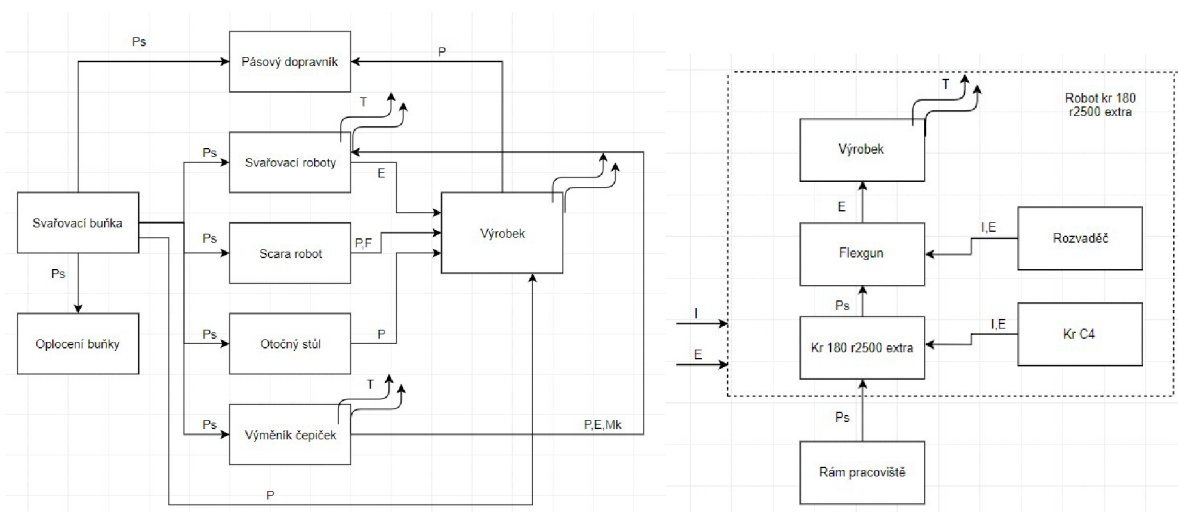 Ps
Pásový dopravník
P
T
Svařovací roboty
Ps
E
Svařovací buňka
Ps
Scara robot
P,F
Výrobek
Ps
Oplocení buňky
Ps
Otočný stůl
P
T
Ps
Výměník čepiček
P,E,Mk
P
T
Robot kr 180
r2500 extra
Výrobek
E
I,E
Rozvaděč
Flexgun
Ps
I
I,E
Kr C4
Kr 180 r2500 extra
E
Ps
Rám pracoviště